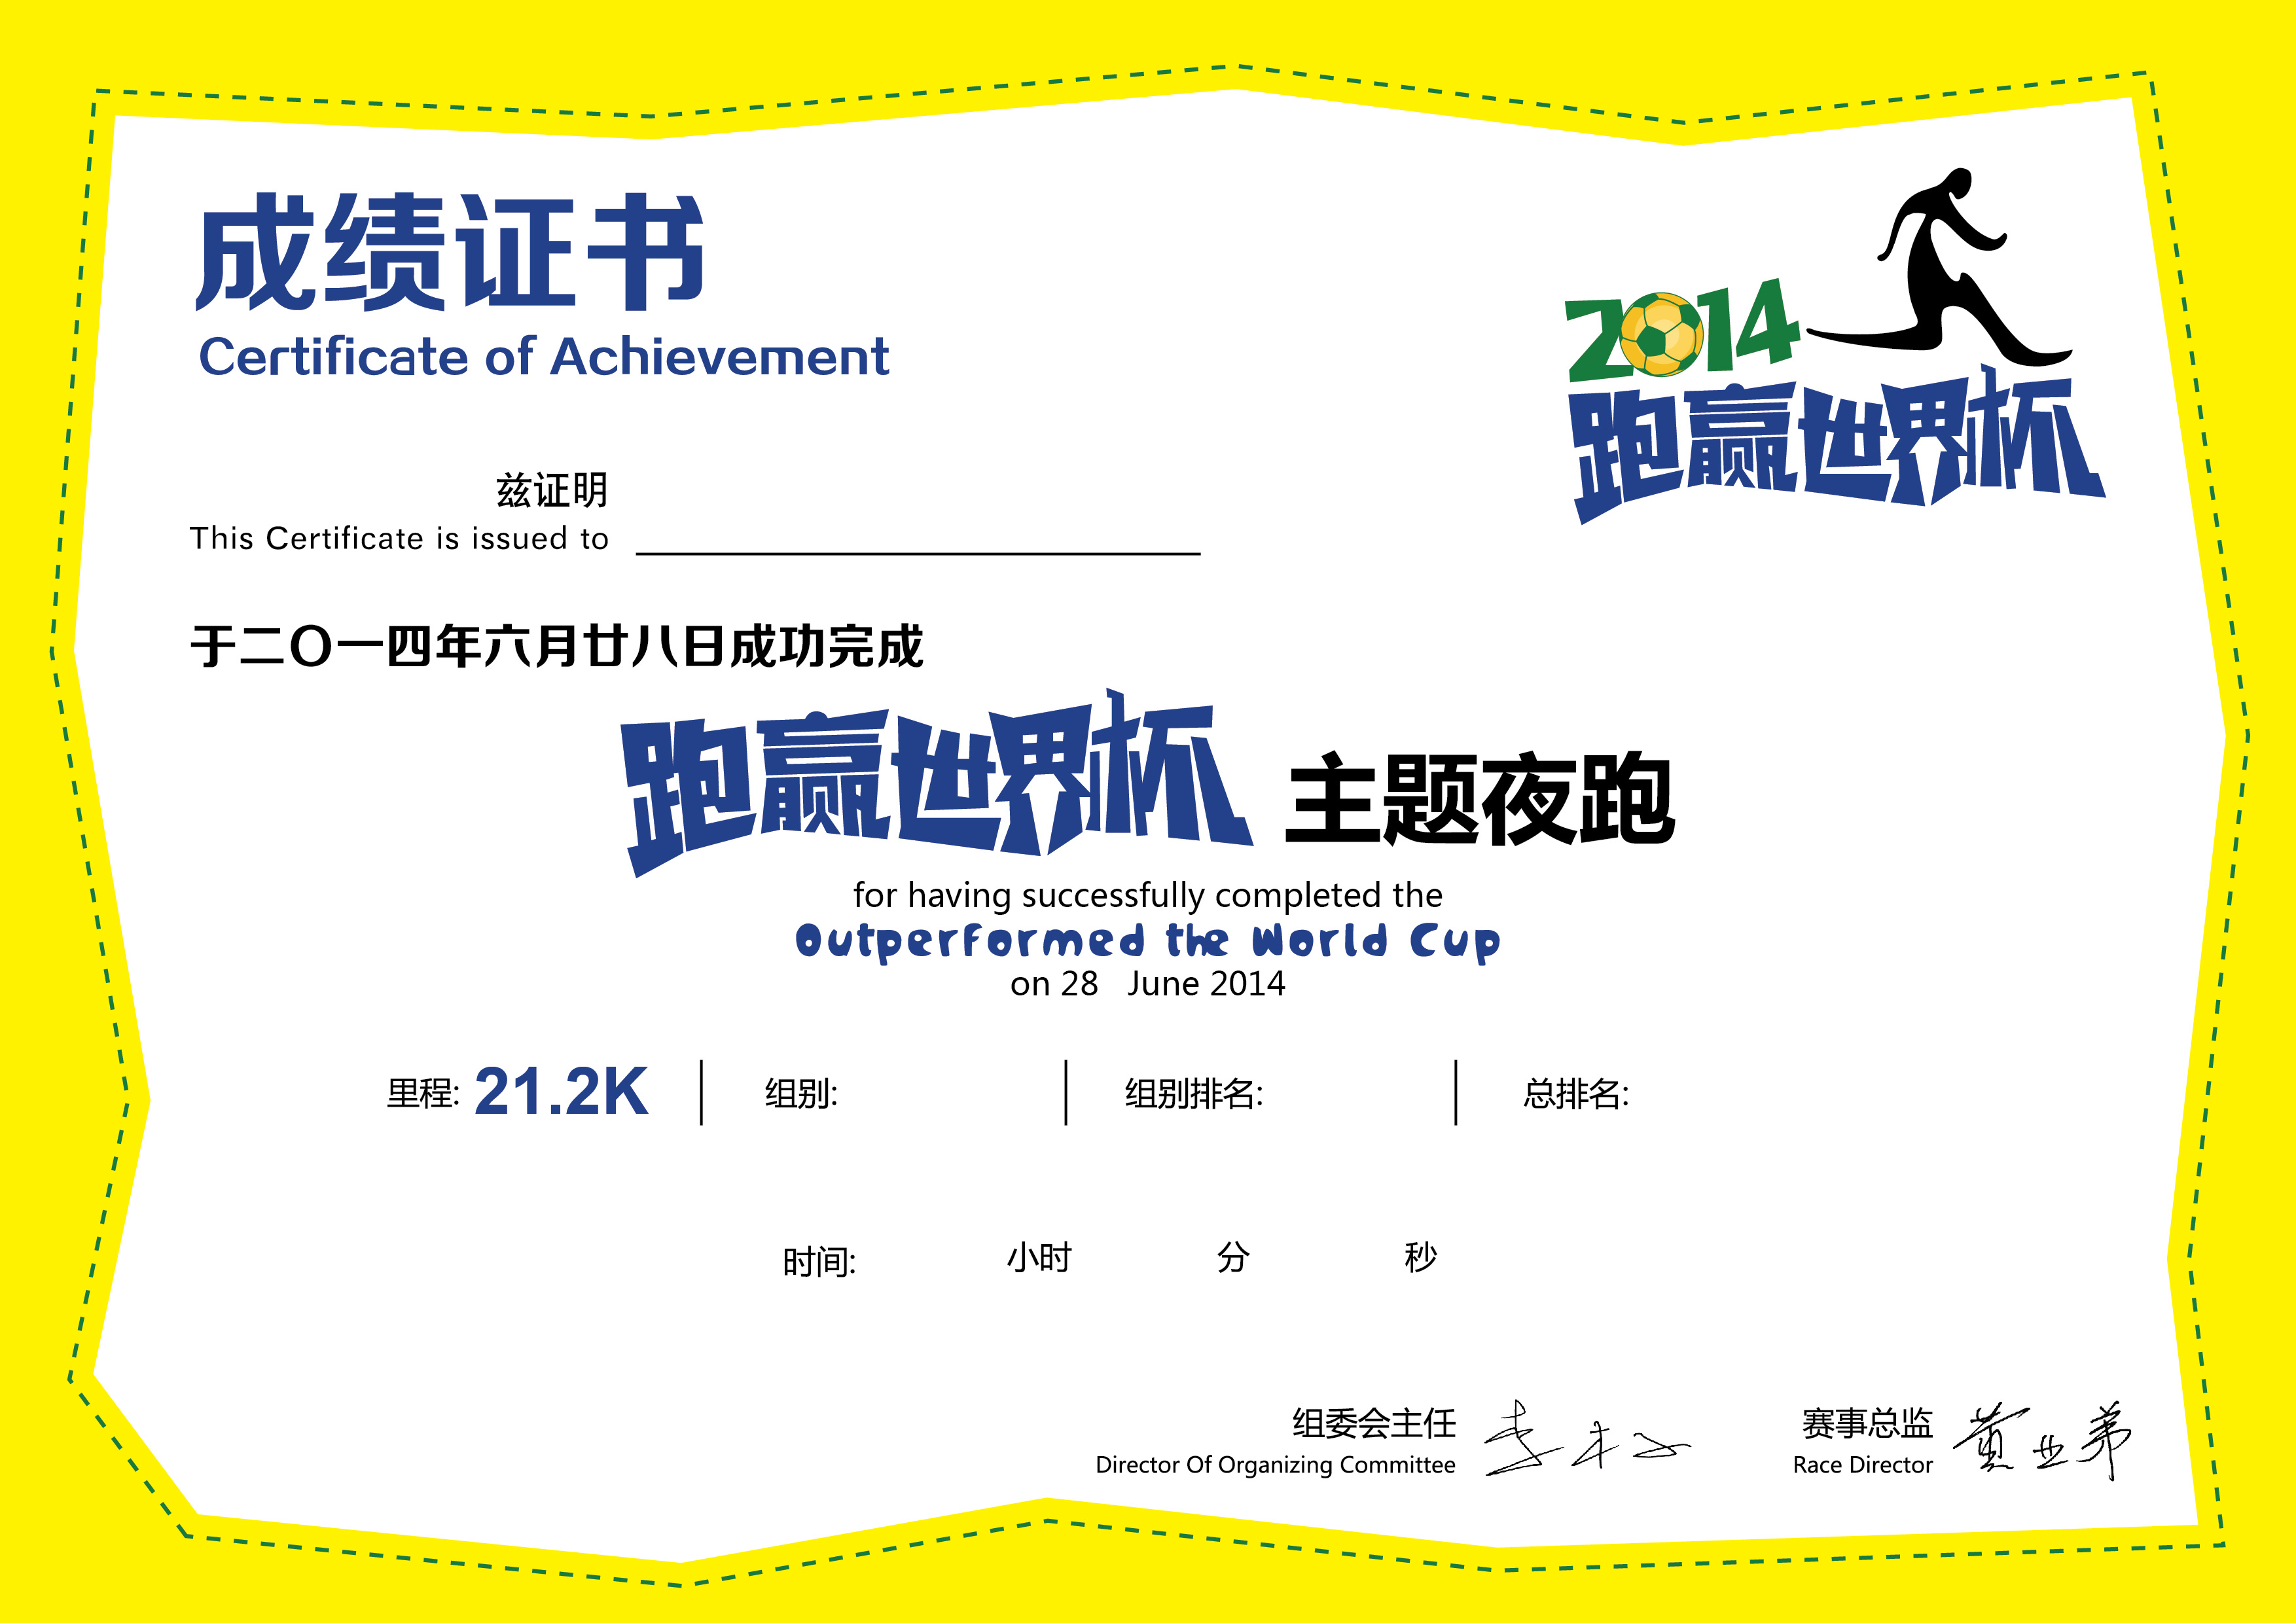 成绩证书
Certificate of Achievement
2014
跑赢世界杯
兹证明
This Certificate is issued to
于二〇一四年六月廿八日成功完成
跑赢世界杯 主题夜跑
for having successfully completed the
Outperformed the World Cup
on 28 June 2014
里程: 21.2K 组别: 组别排名: 总排名:
时间: 小时 分 秒
组委会主任 赛事总监
Director Of Organizing Committee Race Director